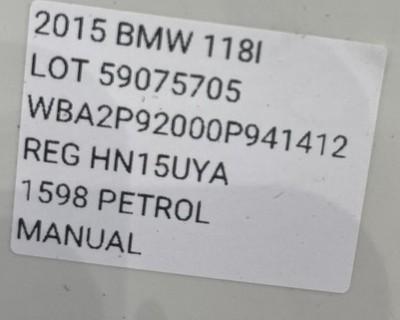 2015 BMW 118I
LOT 59075705
WBA2P92000P941412
REG HN15UYA
1598 PETROL
MANUAL